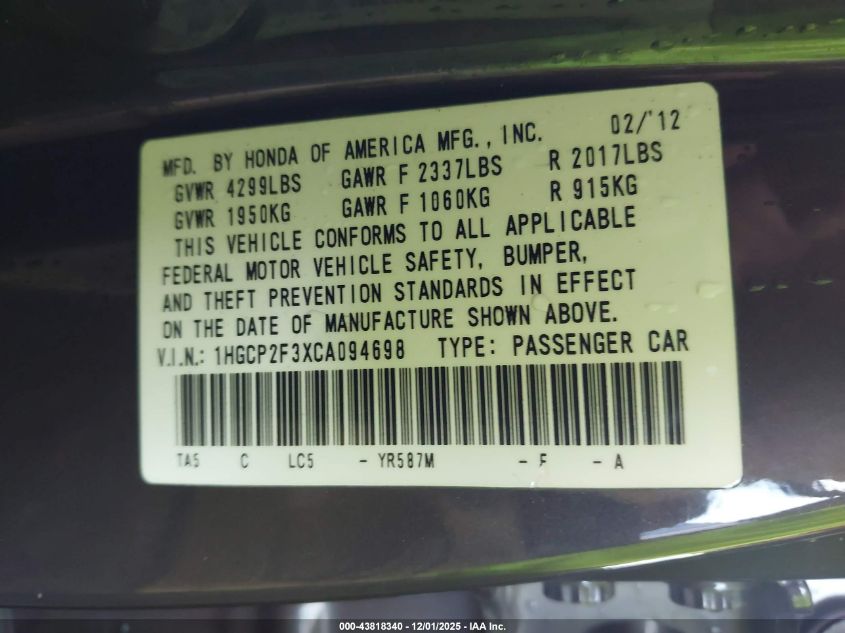 MFD. BY HONDA OF AMERICA MFG., INC. 02/'12
GVWR 4299LBS GAWR F 2337LBS R 2017LBS
GVWR 1950KG GAWR F 1060KG R 915KG
THIS VEHICLE CONFORMS TO ALL APPLICABLE
FEDERAL MOTOR VEHICLE SAFETY, BUMPER,
AND THEFT PREVENTION STANDARDS IN EFFECT
ON THE DATE OF MANUFACTURE SHOWN ABOVE.
V.I.N.: 1HGCP2F3XCA094698 TYPE: PASSENGER CAR
TA5 C LC5 - YR587M - F - A
000-43818340 - 12/01/2025 - IAA, Inc.